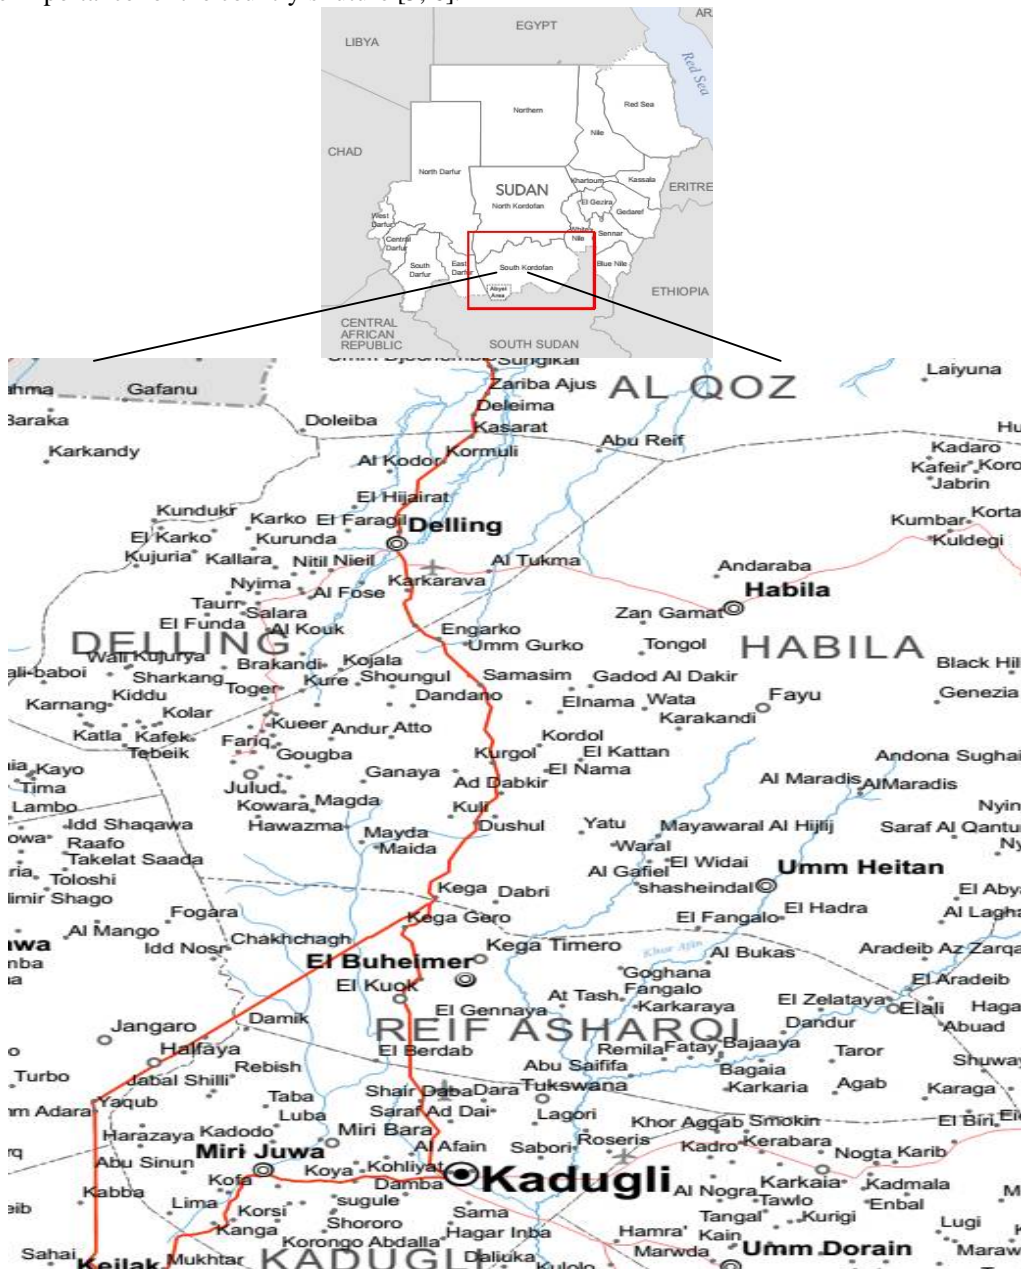 EGYPT
LIBYA
Red Sea
Northern
Red Sea
Nile
CHAD
North Darfur
Khartoum
Kassala
SUDAN
ERITRE
North Kordofan
El Gezira
Gedaref
West Darfur
White Nile
Sennar
Central Darfur
South Darfur
East Darfur
South Kordofan
Blue Nile
Abyei Area
ETHIOPIA
CENTRAL AFRICAN REPUBLIC
SOUTH SUDAN
Sungikai
Zariba Ajus
AL QOZ
Laiyuna
Gafanu
Deleima
Baraka
Doleiba
Kasarat
Karkandy
Kormuli
Abu Reif
Kadaro
Al Kodor
Kafeir
Jabrin
El Hijairat
Kundukr
Karko
El Faragil
Delling
Kumbar
El Karko
Kurunda
Kuldegi
Kujuria
Kallara
Nitil
Nieil
Al Tukma
Andaraba
Nyima
Al Fose
Karkarava
Habila
Taurr
Salara
Zan Gamat
El Funda
Al Kouk
Engarko
DELLING
Umm Gurko
Tongol
HABILA
Wali
Kujurya
Brakandi
Kojala
Black Hil
ali-baboi
Sharkang
Kure
Shoungul
Samasim
Gadod Al Dakir
Kiddu
Toger
Dandano
Fayu
Genezia
Karnang
Kolar
Elnama
Wata
Karakandi
Katla
Kafek
Kueer
Andur
Atto
Kordol
Tebeik
Fariq
Gougba
Kurgol
El Kattan
Andona Sughai
Kayo
Ganaya
Ad Dabkir
El Nama
Al Maradis
AlMaradis
Tima
Julud
Lambo
Kowara
Magda
Kuli
Idd Shaqawa
Hawazma
Dushul
Yatu
Mayawaral
Al Hijlij
Saraf Al Qantu
Raafo
Mayda
Maida
Waral
Takelat Saada
Al Gafiel
El Widai
Umm Heitan
Toloshi
shasheindal
limir Shago
Kega
Dabri
El Aby
Fogara
Kega Gero
El Fangalo
El Hadra
Al Lagha
Al Mango
Idd Nosr
Chakhchagh
Kega Timero
Khor Ajin
Al Bukas
Aradeib Az Zarqa
El Buheimer
Goghana
El Kuok
Fangalo
El Aradeib
At Tash
Karkaraya
El Zelataya
Elali
Haga
Damik
El Gennaya
Jangaro
REIF ASHARQI
Dandur
Abuad
Halfaya
El Berdab
Remila
Fatay
Bajaaya
Taror
Rebish
Abu Saififa
Bagaia
Shuway
Turbo
Jabal Shilli
Shair Daba
Dara
Tukswana
Karkaria
Agab
Karaga
Taba
Yaqub
Luba
Saraf Ad Dai
Lagori
Khor Aggab
Smokin
El Biri
Harazaya
Kadodo
Miri Bara
Roseris
Kadro
Kerabara
Miri Juwa
Al Afain
Sabori
Nogta
Karib
Abu Sinun
Koya
Kohliyat
Kadugli
Kofa
Damba
Karkaia
Kadmala
Kabba
Al Nogra
Lima
sugule
Tawlo
Enbal
Korsi
Sama
Tangal
Kurigi
Kanga
Shororo
Hagar Inba
Hamra'
Kain
Lugi
Korongo Abdalla
Sahai
Mukhtar
KADUGLI
Daliuka
Marwda
Umm Dorain
Maraw
Keilak
Kulolo